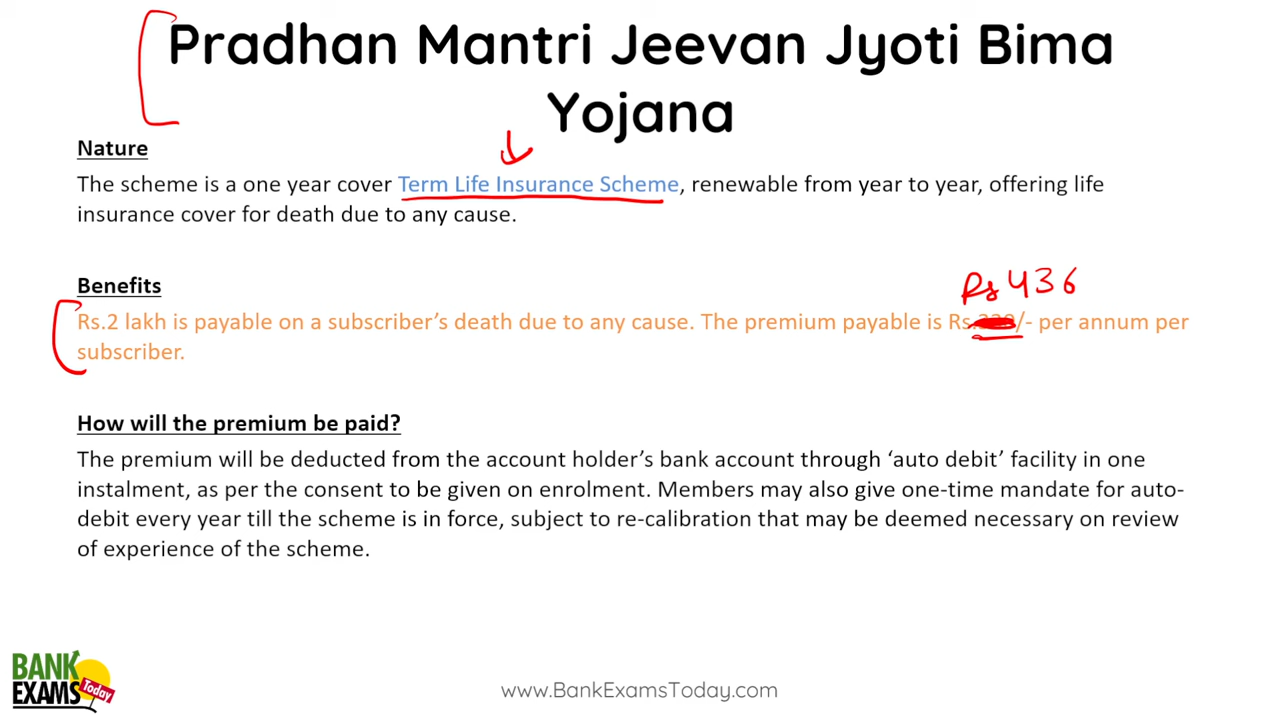 Pradhan Mantri Jeevan Jyoti Bima
Yojana
Nature
The scheme is a one year cover Term Life Insurance Scheme, renewable from year to year, offering life
insurance cover for death due to any cause.
Benefits
Rs 436
Rs.2 lakh is payable on a subscriber’s death due to any cause. The premium payable is Rs. /- per annum per
subscriber.
How will the premium be paid?
The premium will be deducted from the account holder’s bank account through ‘auto debit’ facility in one
instalment, as per the consent to be given on enrolment. Members may also give one-time mandate for auto-
debit every year till the scheme is in force, subject to re-calibration that may be deemed necessary on review
of experience of the scheme.
BANK
EXAMS Today
www.BankExamsToday.com